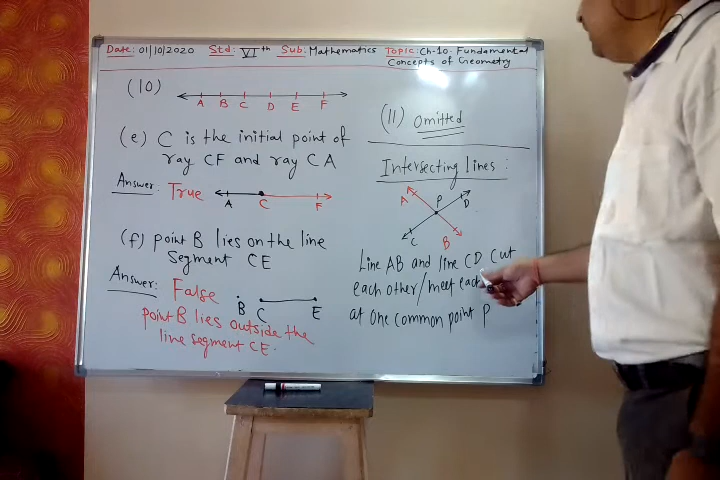 Date: 01/10/2020 Std: VIth Sub: Mathematics Topic: Ch-10. Fundamental
Concepts of Geometry
(10)
A B C D E F
(e) C is the initial point of
ray CF and ray CA
Answer: True
A C F
(f) point B lies on the line
segment CE
Answer: False
B C E
point B lies outside the
line segment CE.
(11) Omitted
Intersecting lines:
A P D
C B
Line AB and line CD cut
each other/meet each
at one common point P